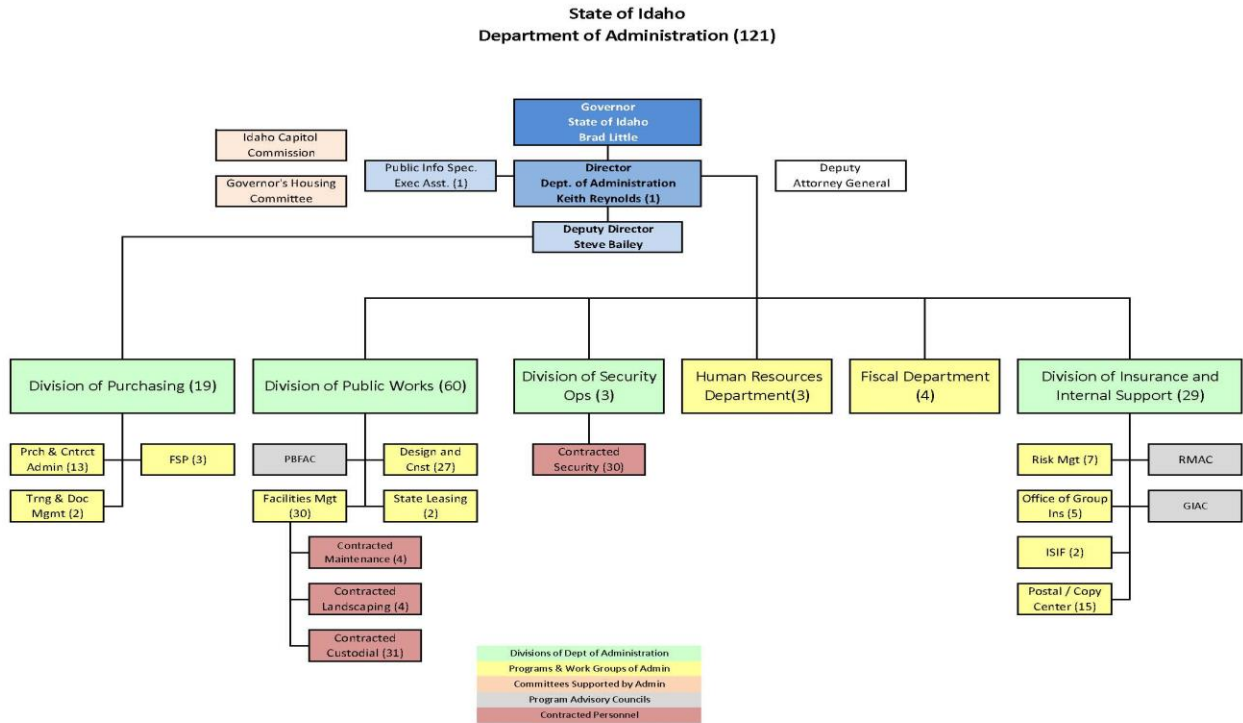 State of Idaho
Department of Administration (121)
Governor
State of Idaho
Brad Little
Idaho Capitol
Commission
Public Info Spec.
Exec Asst. (1)
Director
Dept. of Administration
Keith Reynolds (1)
Deputy
Attorney General
Governor's Housing
Committee
Deputy Director
Steve Bailey
Division of Purchasing (19)
Division of Public Works (60)
Division of Security
Ops (3)
Human Resources
Department(3)
Fiscal Department
(4)
Division of Insurance and
Internal Support (29)
Prch & Cntrct
Admin (13)
FSP (3)
Trng & Doc
Mgmt (2)
PBFAC
Design and
Cnst (27)
Facilities Mgt
(30)
State Leasing
(2)
Contracted
Maintenance (4)
Contracted
Landscaping (4)
Contracted
Custodial (31)
Contracted
Security (30)
Risk Mgt (7)
RMAC
Office of Group
Ins (5)
GIAC
ISIF (2)
Postal / Copy
Center (15)
Divisions of Dept of Administration
Programs & Work Groups of Admin
Committees Supported by Admin
Program Advisory Councils
Contracted Personnel